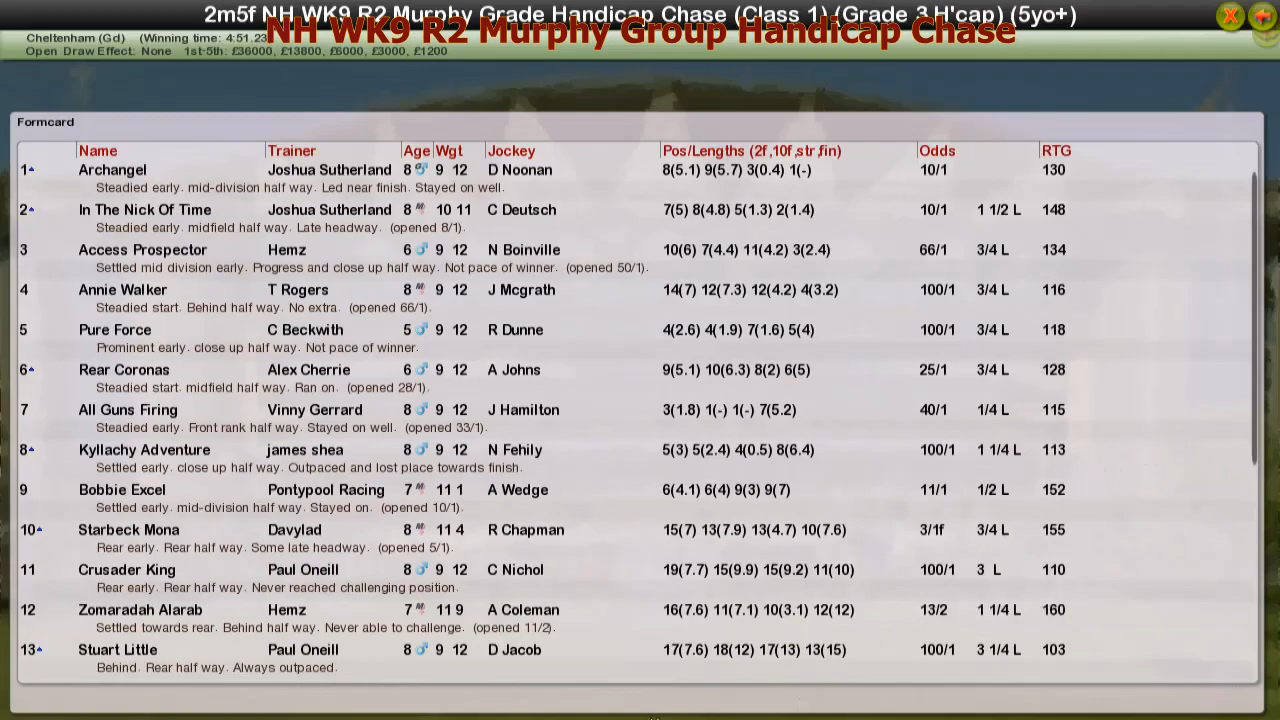 2m5f NH WK9 R2 Murphy Grade Handicap Chase (Class 1) (Grade 3 H'cap) (5yo+)
NH WK9 R2 Murphy Group Handicap Chase
Cheltenham (Gd) (Winning time: 4:51.23
Open Draw Effect: None 1st-5th: £36000, £13800, £6000, £3000, £1200
Formcard
Name Trainer Age Wgt Jockey Pos/Lengths (2f,10f,str,fin) Odds RTG
1 Archangel Joshua Sutherland 8 9 12 D Noonan 8(5.1) 9(5.7) 3(0.4) 1(-) 10/1 130
Steadied early. mid-division half way. Led near finish. Stayed on well.
2 In The Nick Of Time Joshua Sutherland 8 10 11 C Deutsch 7(5) 8(4.8) 5(1.3) 2(1.4) 10/1 1 1/2 L 148
Steadied early. midfield half way. Late headway. (opened 8/1).
3 Access Prospector Hemz 6 9 12 N Boinville 10(6) 7(4.4) 11(4.2) 3(2.4) 66/1 3/4 L 134
Settled mid division early. Progress and close up half way. Not pace of winner. (opened 50/1).
4 Annie Walker T Rogers 8 9 12 J Mcgrath 14(7) 12(7.3) 12(4.2) 4(3.2) 100/1 3/4 L 116
Steadied start. Behind half way. No extra. (opened 66/1).
5 Pure Force C Beckwith 5 9 12 R Dunne 4(2.6) 4(1.9) 7(1.6) 5(4) 100/1 3/4 L 118
Prominent early. close up half way. Not pace of winner.
6 Rear Coronas Alex Cherrie 6 9 12 A Johns 9(5.1) 10(6.3) 8(2) 6(5) 25/1 3/4 L 128
Steadied start. midfield half way. Ran on. (opened 28/1).
7 All Guns Firing Vinny Gerrard 8 9 12 J Hamilton 3(1.8) 1(-) 1(-) 7(5.2) 40/1 1/4 L 115
Steadied early. Front rank half way. Stayed on well. (opened 33/1).
8 Kyllachy Adventure james shea 8 9 12 N Fehily 5(3) 5(2.4) 4(0.5) 8(6.4) 100/1 1 1/4 L 113
Settled early. close up half way. Outpaced and lost place towards finish.
9 Bobbie Excel Pontypool Racing 7 11 1 A Wedge 6(4.1) 6(4) 9(3) 9(7) 11/1 1/2 L 152
Settled early. mid-division half way. Stayed on. (opened 10/1).
10 Starbeck Mona Davylad 8 11 4 R Chapman 15(7) 13(7.9) 13(4.7) 10(7.6) 3/1f 3/4 L 155
Rear early. Rear half way. Some late headway. (opened 5/1).
11 Crusader King Paul Oneill 8 9 12 C Nichol 19(7.7) 15(9.9) 15(9.2) 11(10) 100/1 3 L 110
Rear early. Rear half way. Never reached challenging position.
12 Zomaradah Alarab Hemz 7 11 9 A Coleman 16(7.6) 11(7.1) 10(3.1) 12(12) 13/2 1 1/4 L 160
Settled towards rear. Behind half way. Never able to challenge. (opened 11/2).
13 Stuart Little Paul Oneill 8 9 12 D Jacob 17(7.6) 18(12) 17(13) 13(15) 100/1 3 1/4 L 103
Behind. Rear half way. Always outpaced.